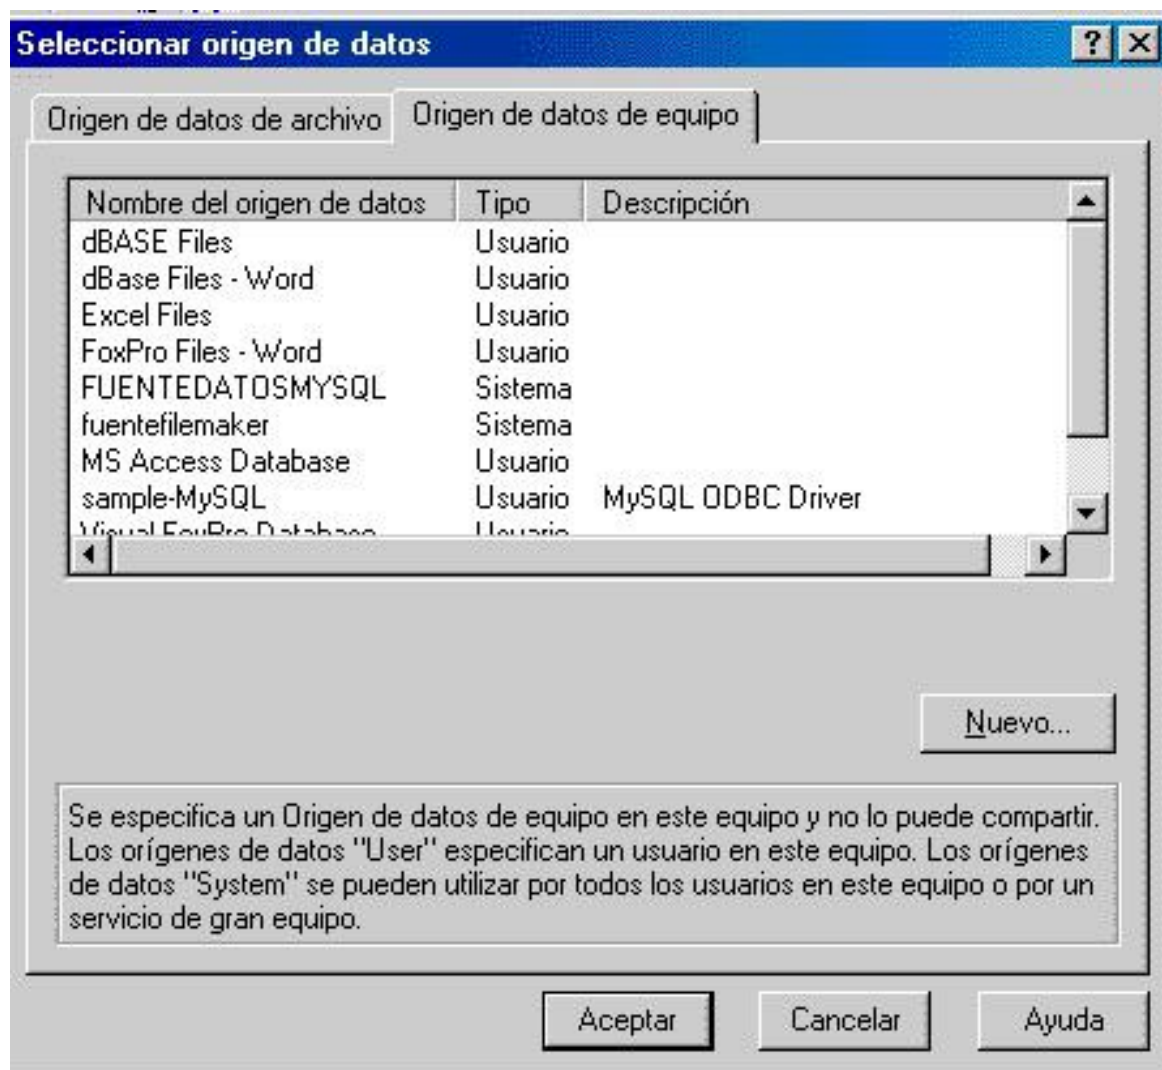 Seleccionar origen de datos
Origen de datos de archivo Origen de datos de equipo
Nombre del origen de datos Tipo Descripción
dBASE Files Usuario
dBase Files - Word Usuario
Excel Files Usuario
FoxPro Files - Word Usuario
FUENTEDATOSMYSQL Sistema
fuentefilemaker Sistema
MS Access Database Usuario
sample-MySQL Usuario MySQL ODBC Driver
Visual FoxPro Database Usuario
Nuevo...
Se especifica un Origen de datos de equipo en este equipo y no lo puede compartir.
Los orígenes de datos "User" especifican un usuario en este equipo. Los orígenes
de datos "System" se pueden utilizar por todos los usuarios en este equipo o por un
servicio de gran equipo.
Aceptar Cancelar Ayuda